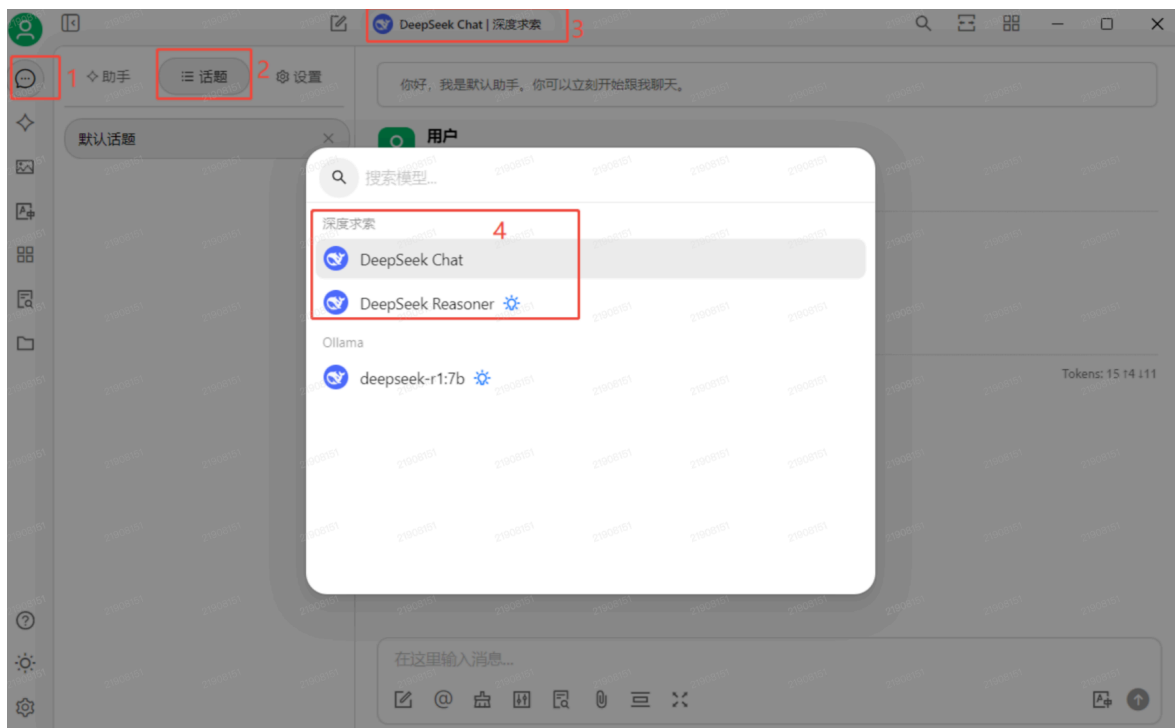 DeepSeek Chat | 深度求索
3
1
助手
话题
2
设置
你好，我是默认助手。你可以立刻开始跟我聊天。
默认话题
用户
搜索模型...
深度求索
4
DeepSeek Chat
DeepSeek Reasoner
Ollama
deepseek-r1:7b
Tokens: 15 ↑4 ↓11
在这里输入消息...
21908151